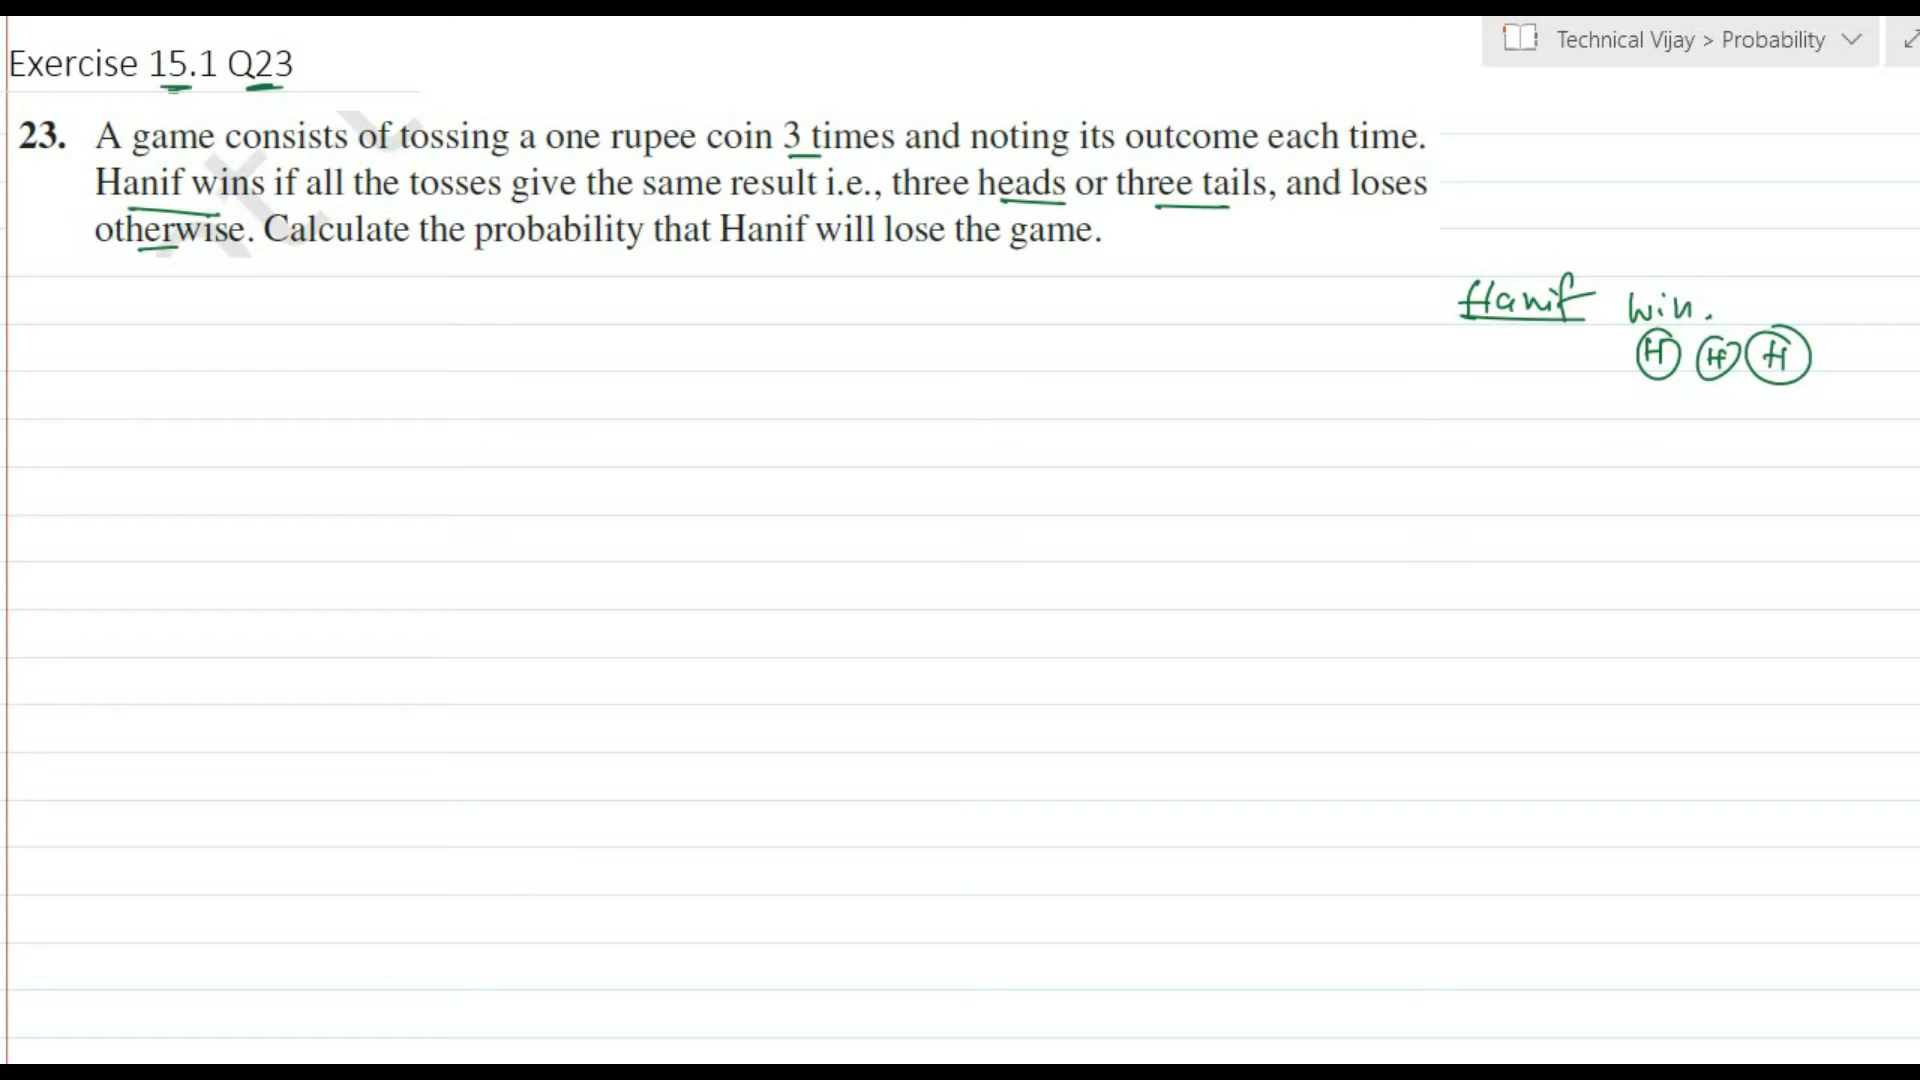 Technical Vijay > Probability
Exercise 15.1 Q23
23. A game consists of tossing a one rupee coin 3 times and noting its outcome each time.
Hanif wins if all the tosses give the same result i.e., three heads or three tails, and loses
otherwise. Calculate the probability that Hanif will lose the game.
Hanif win.
H H H